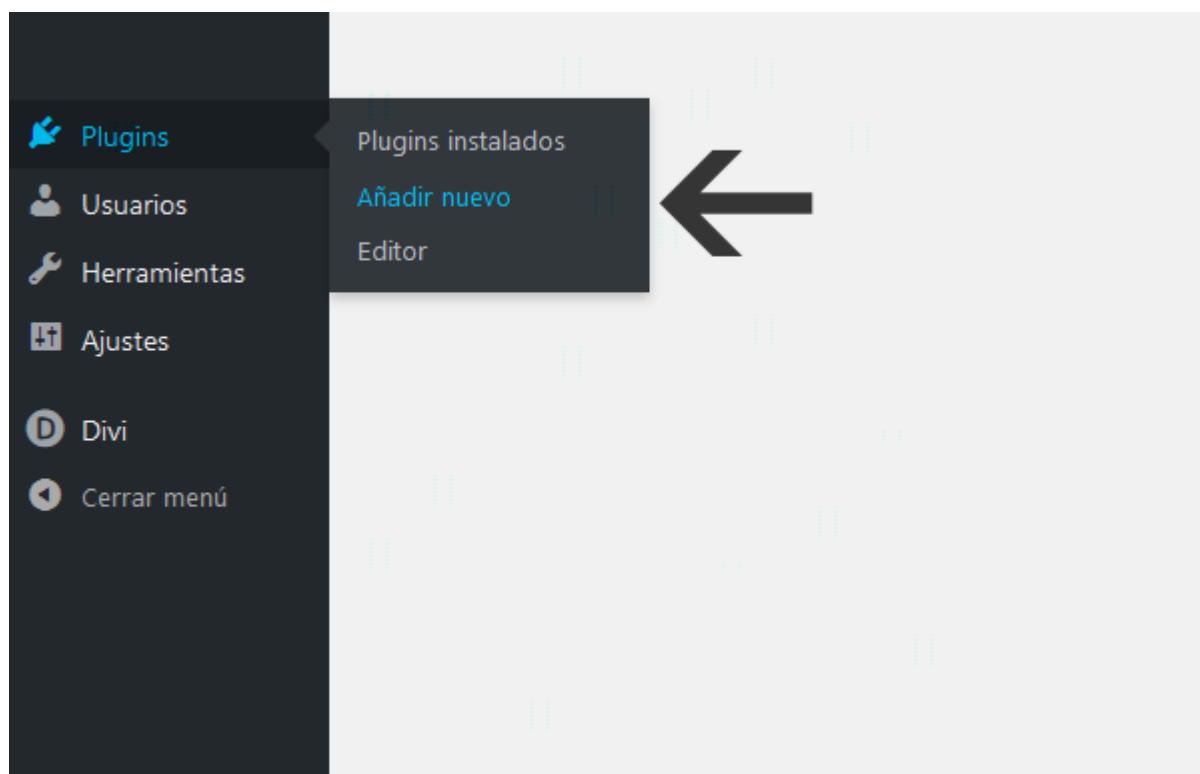 Plugins
Plugins instalados
Añadir nuevo
Editor
Usuarios
Herramientas
Ajustes
Divi
Cerrar menú